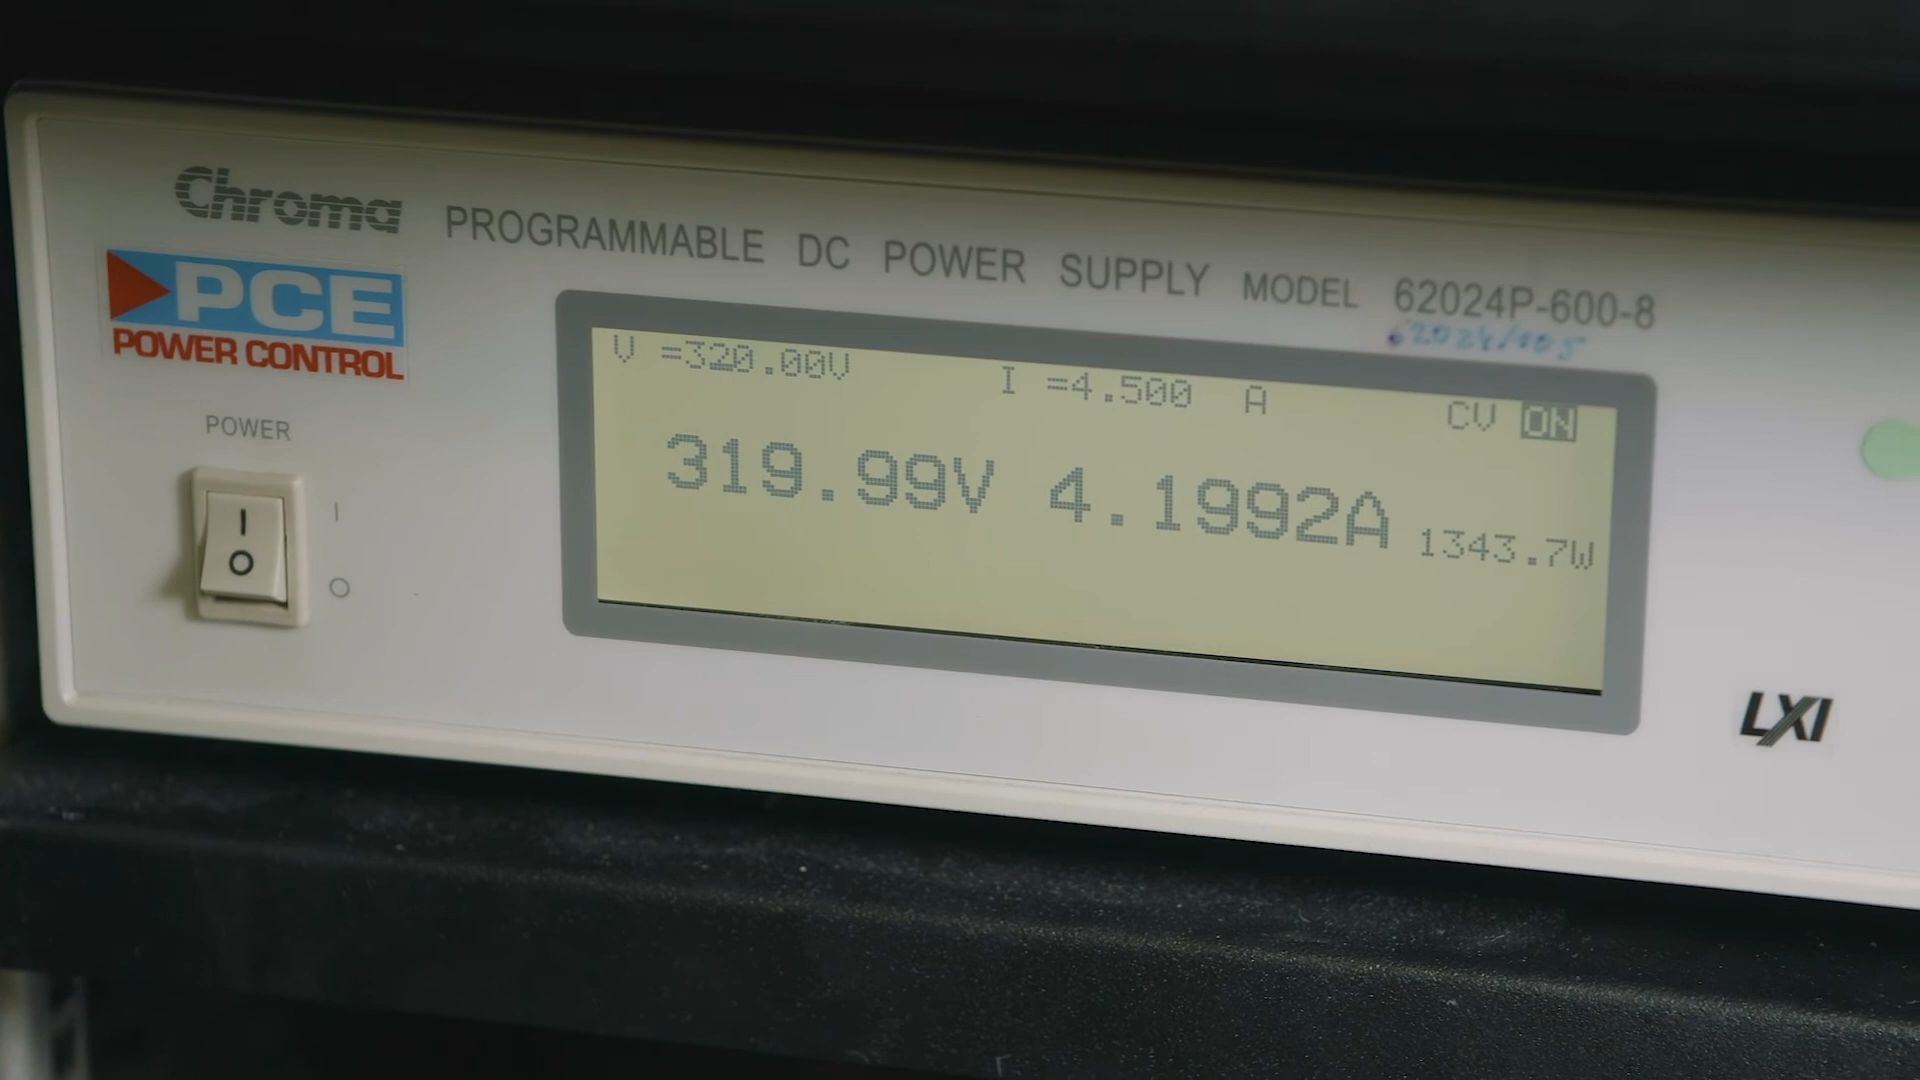 Chroma
PROGRAMMABLE DC POWER SUPPLY MODEL 62024P-600-8
PCE
POWER CONTROL
V =320.00V I =4.500 A CV ON
319.99V 4.1992A 1343.7W
POWER
I
O
I
O
LXI